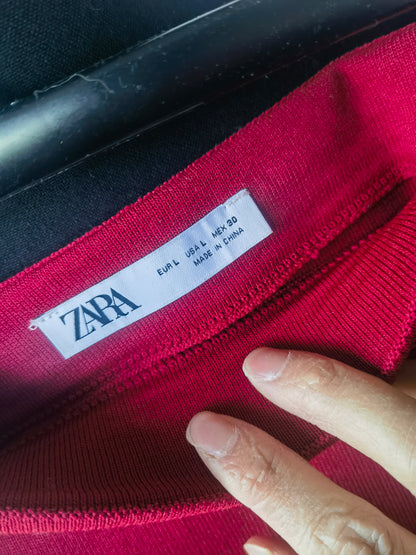 ZARA
EUR L USA L MEX 30
MADE IN CHINA